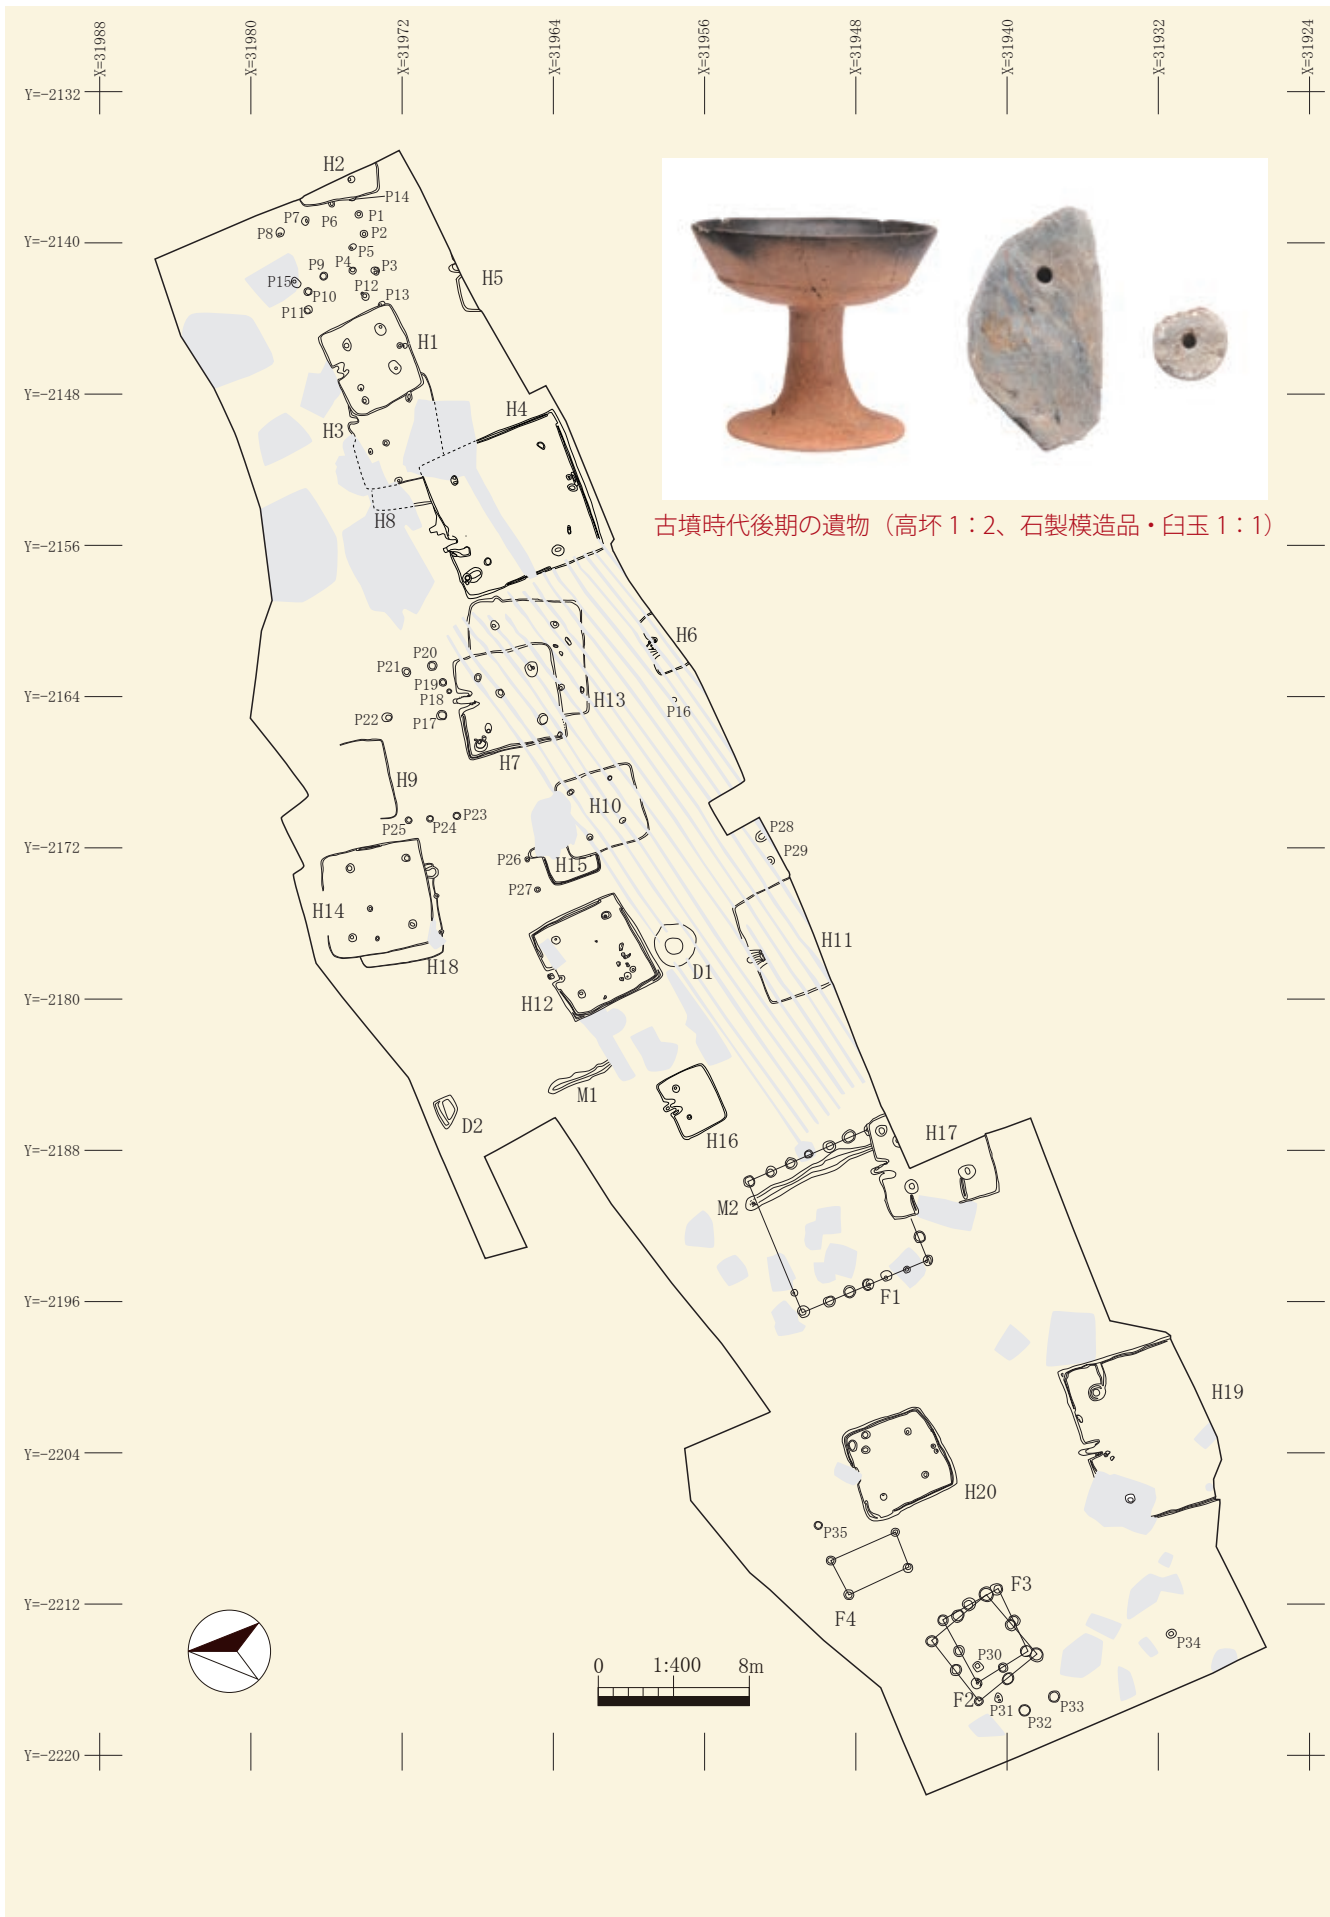 X=31988
X=31980
X=31972
X=31964
X=31956
X=31948
X=31940
X=31932
X=31924
Y=-2132
Y=-2140
Y=-2148
Y=-2156
Y=-2164
Y=-2172
Y=-2180
Y=-2188
Y=-2196
Y=-2204
Y=-2212
Y=-2220
H2
P14
P7
P6
P1
P8
P2
P5
P9
P4
P3
P15
P10
P12
P13
P11
H5
H1
H3
H4
H8
古墳時代後期の遺物（高坏 1：2、石製模造品・臼玉 1：1）
H6
P20
P21
P19
P18
P22
P17
H13
P16
H7
H9
H10
P25
P24
P23
P28
P29
P26
H15
P27
H14
H18
H11
D1
H12
M1
D2
H16
H17
M2
F1
H19
H20
P35
F4
F3
P30
F2
P31
P32
P33
P34
0 1:400 8m